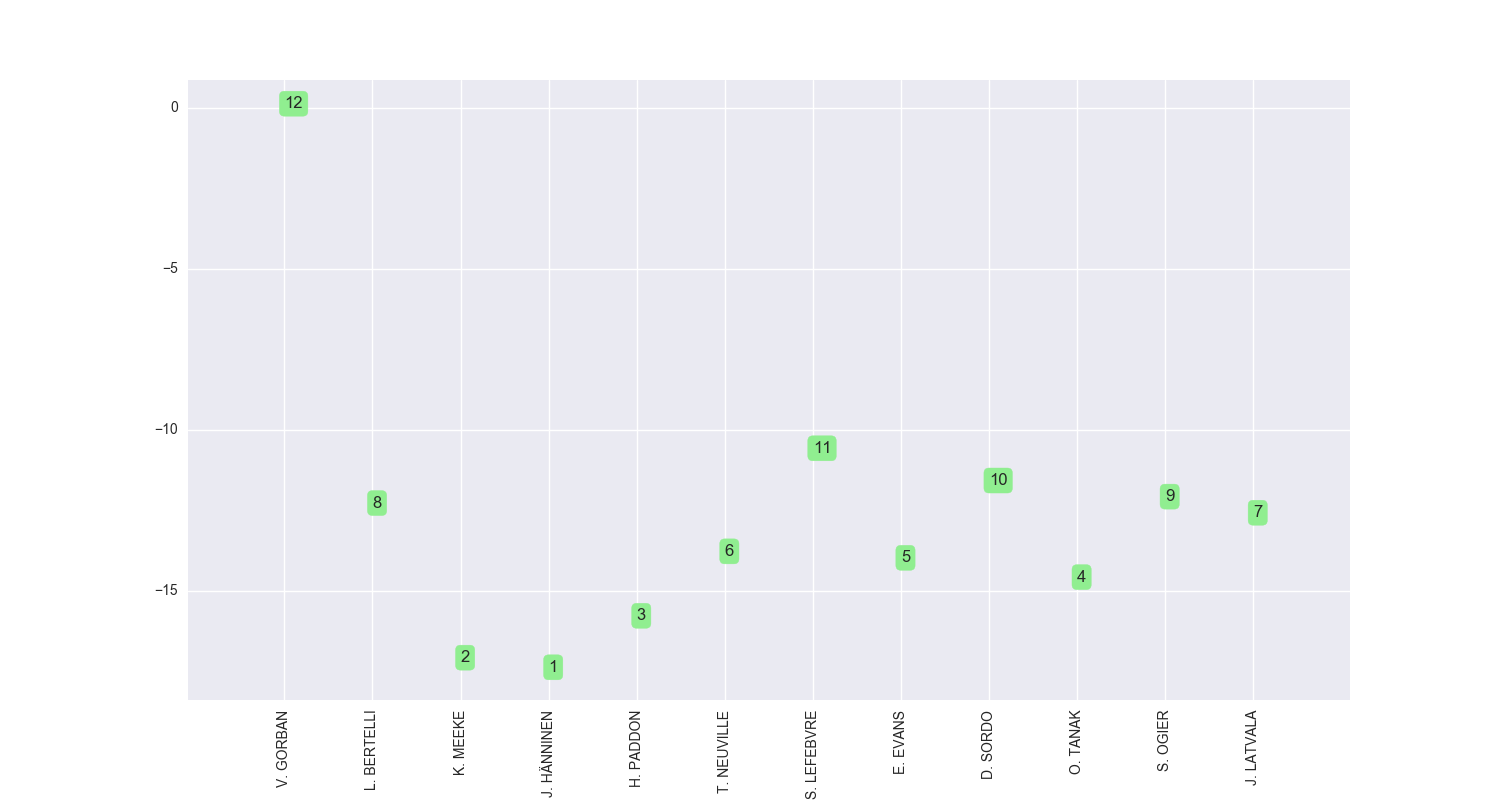 0
−5
−10
−15
12
8
2
1
3
6
11
5
10
4
9
7
V. GORBAN
L. BERTELLI
K. MEEKE
J. HÄNNINEN
H. PADDON
T. NEUVILLE
S. LEFEBVRE
E. EVANS
D. SORDO
O. TANAK
S. OGIER
J. LATVALA